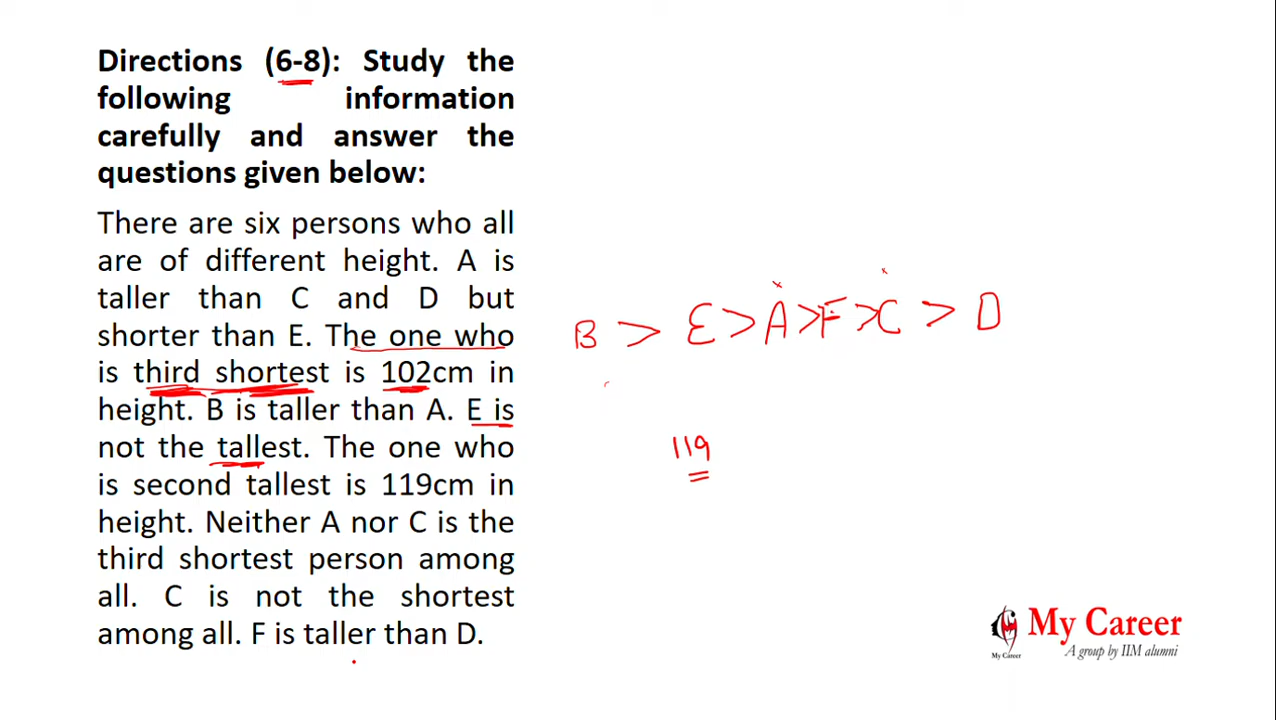 Directions (6-8): Study the
following information
carefully and answer the
questions given below:
There are six persons who all
are of different height. A is
taller than C and D but
shorter than E. The one who
is third shortest is 102cm in
height. B is taller than A. E is
not the tallest. The one who
is second tallest is 119cm in
height. Neither A nor C is the
third shortest person among
all. C is not the shortest
among all. F is taller than D.
B > E > A > F > C > D
119
My Career
A group by IIM alumni
My Career